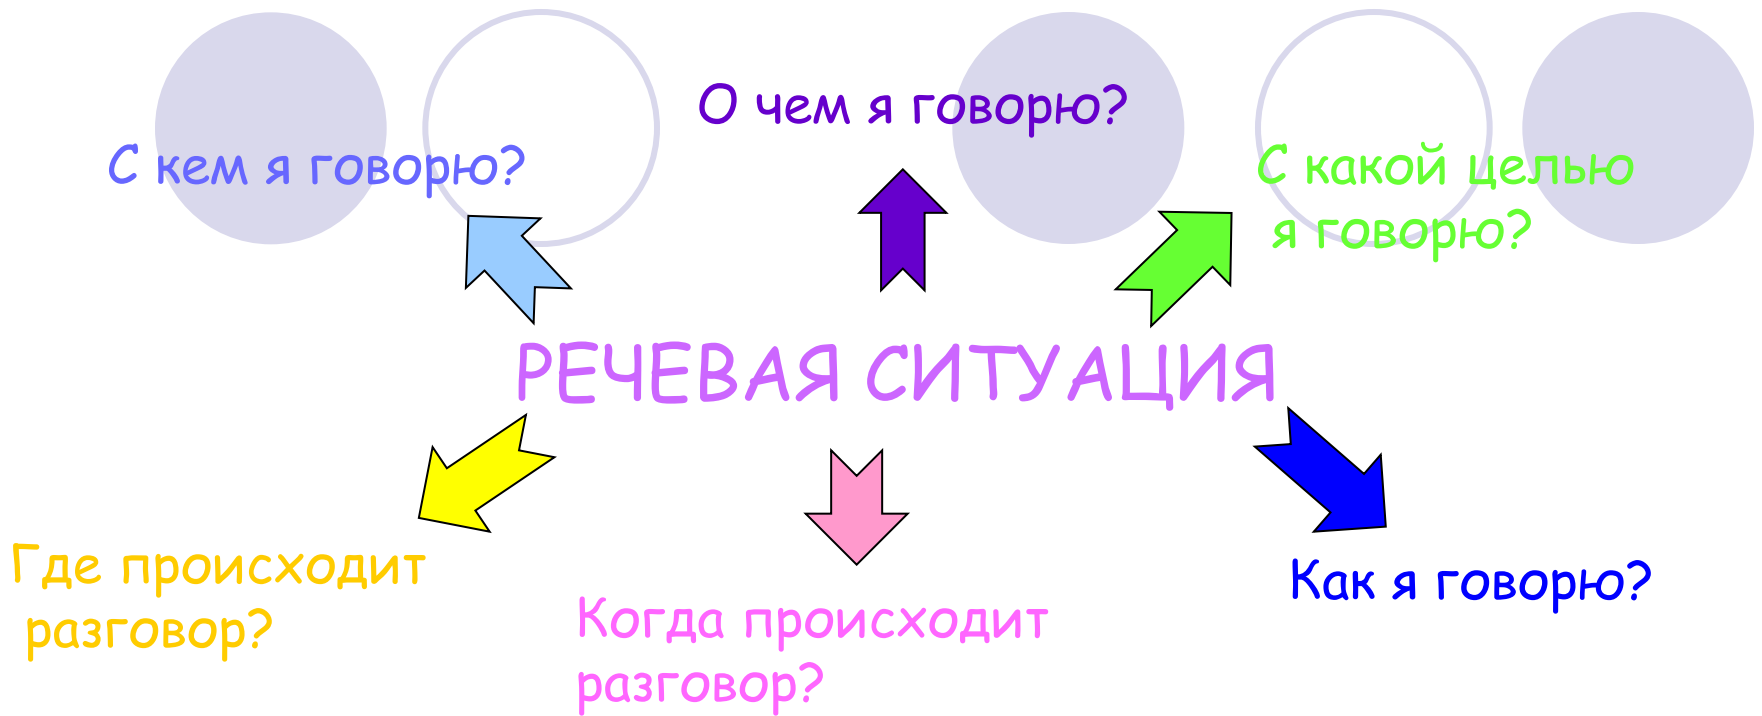 О чем я говорю?
С кем я говорю?
С какой целью
я говорю?
РЕЧЕВАЯ СИТУАЦИЯ
Где происходит
разговор?
Когда происходит
разговор?
Как я говорю?